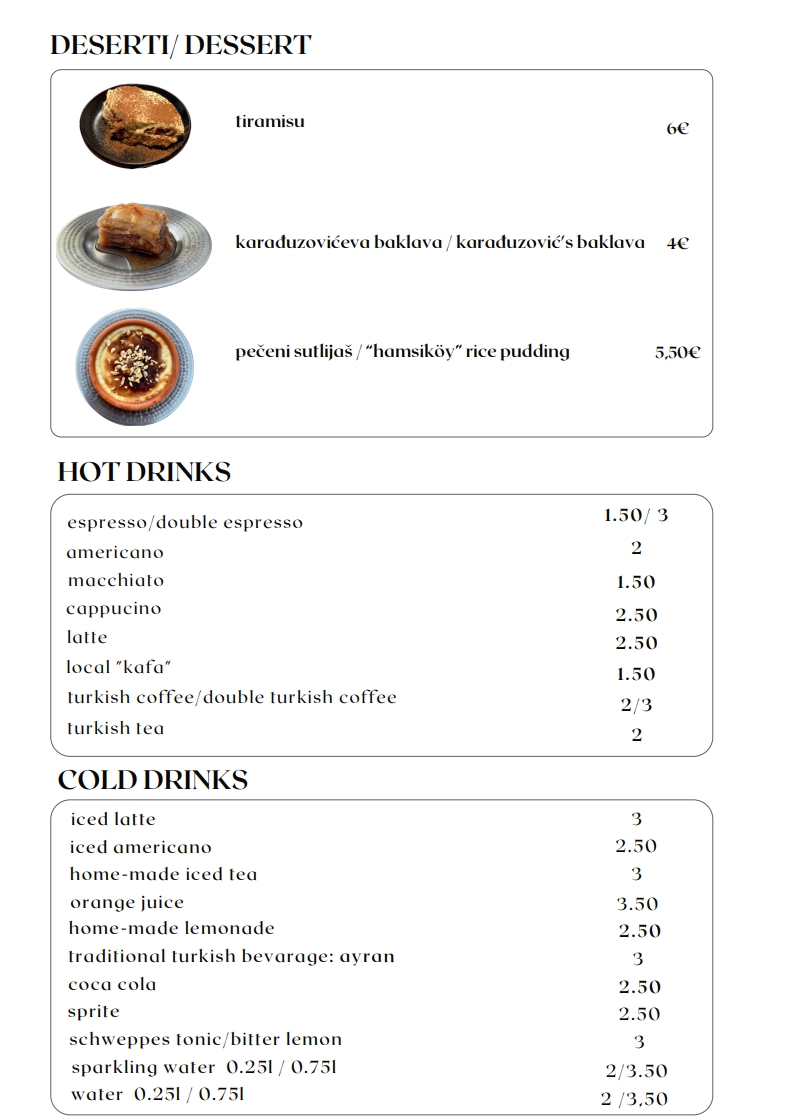 DESERTI/ DESSERT
tiramisu 6€
karađuzovićeva baklava / karađuzović's baklava 4€
pečeni sutlijaš / "hamsiköy" rice pudding 5,50€
HOT DRINKS
espresso/double espresso 1.50/ 3
americano 2
macchiato 1.50
cappucino 2.50
latte 2.50
local "kafa" 1.50
turkish coffee/double turkish coffee 2/3
turkish tea 2
COLD DRINKS
iced latte 3
iced americano 2.50
home-made iced tea 3
orange juice 3.50
home-made lemonade 2.50
traditional turkish bevarage: ayran 3
coca cola 2.50
sprite 2.50
schweppes tonic/bitter lemon 3
sparkling water 0.25l / 0.75l 2/3.50
water 0.25l / 0.75l 2 /3,50